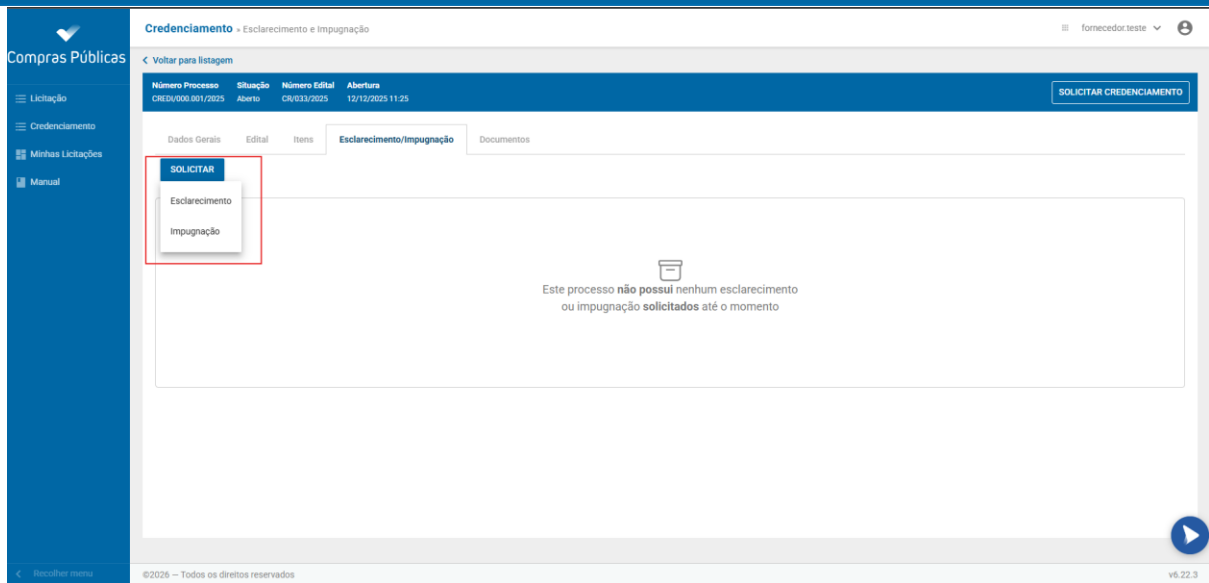 Compras Públicas
Licitação
Credenciamento
Minhas Licitações
Manual
Recolher menu
Credenciamento » Esclarecimento e Impugnação
fornecedor.teste
Voltar para listagem
Número Processo Situação Número Edital Abertura
CREDI/000.001/2025 Aberto CR/033/2025 12/12/2025 11:25
SOLICITAR CREDENCIAMENTO
Dados Gerais Edital Itens Esclarecimento/Impugnação Documentos
SOLICITAR
Esclarecimento
Impugnação
Este processo não possui nenhum esclarecimento
ou impugnação solicitados até o momento
©2026 — Todos os direitos reservados
v6.22.3